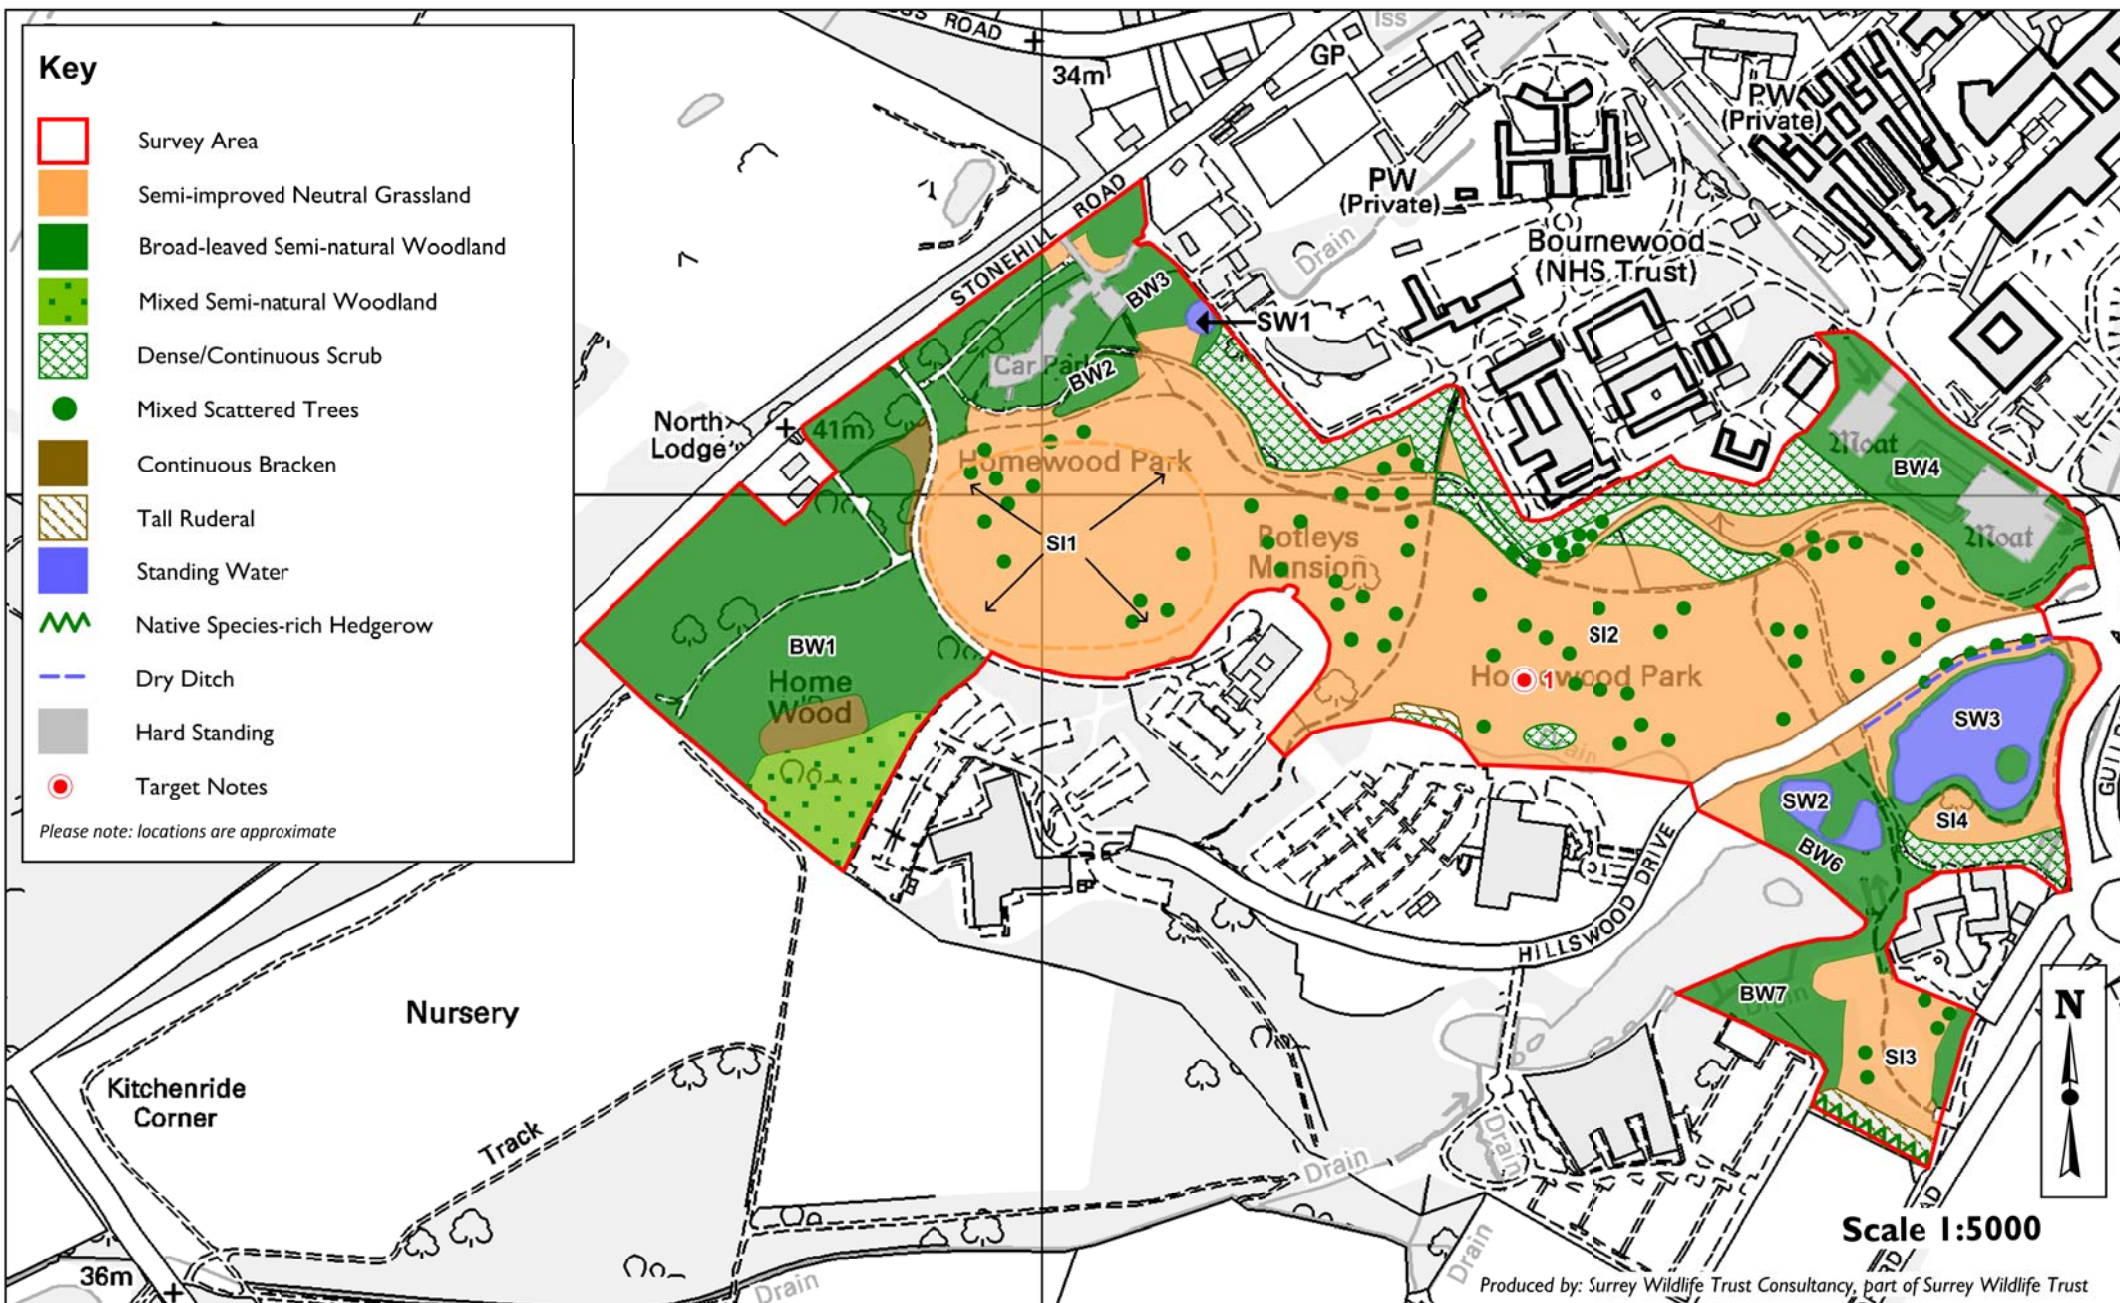 Key
Survey Area
Semi-improved Neutral Grassland
Broad-leaved Semi-natural Woodland
Mixed Semi-natural Woodland
Dense/Continuous Scrub
Mixed Scattered Trees
Continuous Bracken
Tall Ruderal
Standing Water
Native Species-rich Hedgerow
Dry Ditch
Hard Standing
Target Notes
Please note: locations are approximate
ROAD
Iss
GP
34m
PW
(Private)
PW
(Private)
STONEHILL ROAD
Drain
Bournewood
(NHS Trust)
BW3
SW1
Car Park
BW2
North
Lodge
41m
Homewood Park
Moat
BW4
Moat
SI1
Botleys
Mansion
SI2
BW1
Home
Wood
Homewood Park
1
Drain
SW3
SW2
SI4
BW6
HILLSWOOD DRIVE
BW7
Drain
SI3
N
Nursery
Kitchenride
Corner
Track
Drain
Drain
Drain
Drain
36m
Scale 1:5000
Produced by: Surrey Wildlife Trust Consultancy, part of Surrey Wildlife Trust